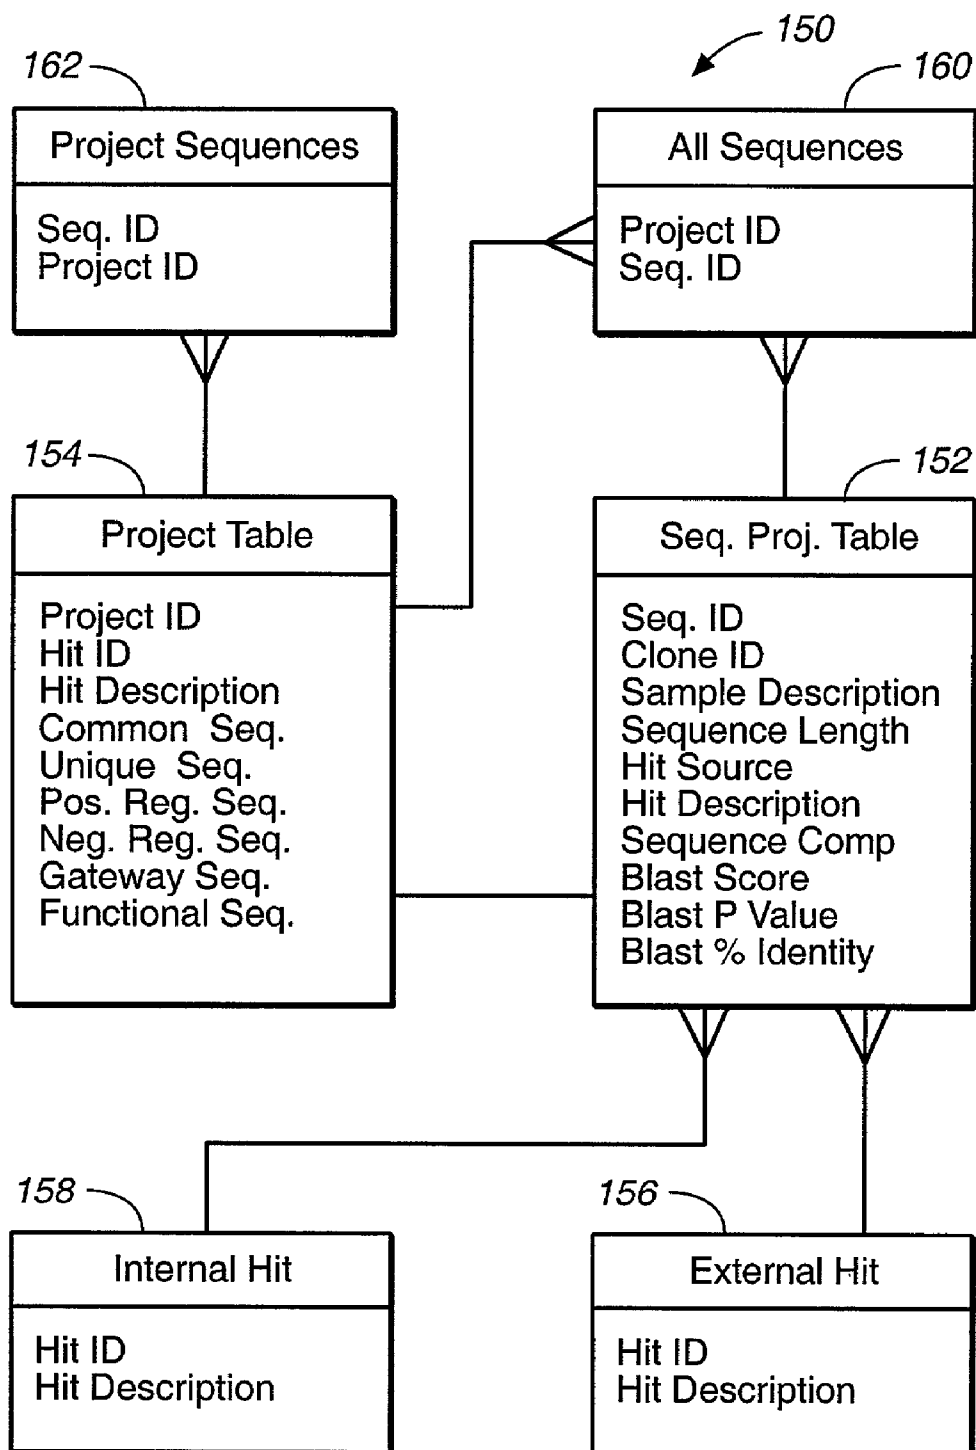 150
162
160
Project Sequences
Seq. ID
Project ID
All Sequences
Project ID
Seq. ID
154
152
Project Table
Project ID
Hit ID
Hit Description
Common Seq.
Unique Seq.
Pos. Reg. Seq.
Neg. Reg. Seq.
Gateway Seq.
Functional Seq.
Seq. Proj. Table
Seq. ID
Clone ID
Sample Description
Sequence Length
Hit Source
Hit Description
Sequence Comp
Blast Score
Blast P Value
Blast % Identity
158
156
Internal Hit
Hit ID
Hit Description
External Hit
Hit ID
Hit Description